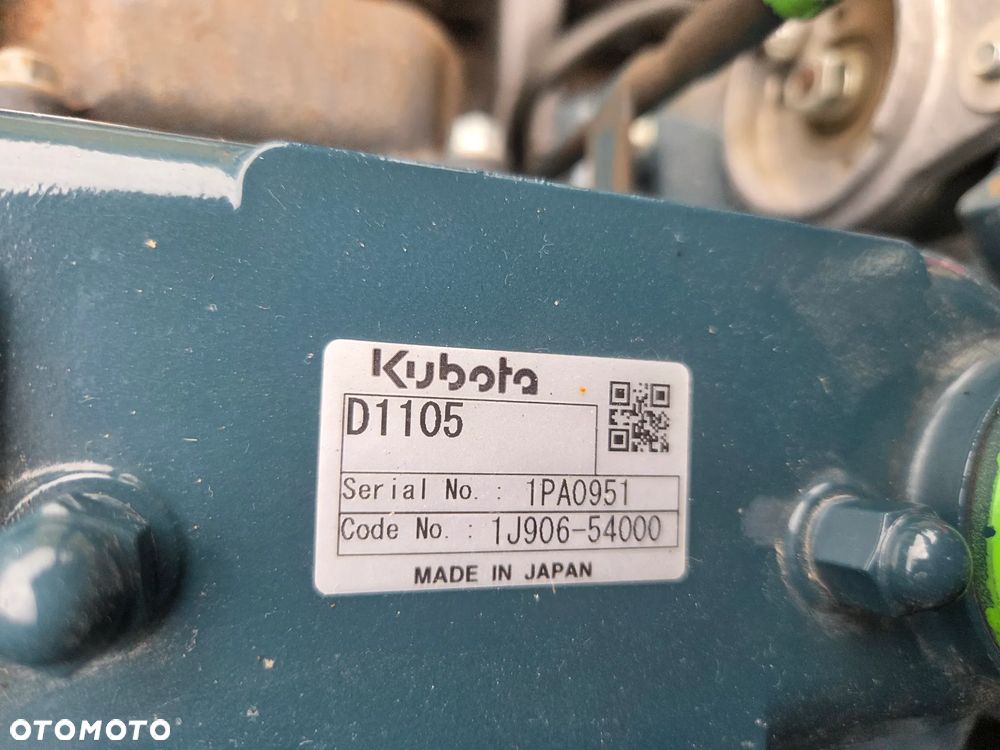 Kubota
D1105
Serial No. : 1PA0951
Code No. : 1J906-54000
MADE IN JAPAN
OTOMOTO